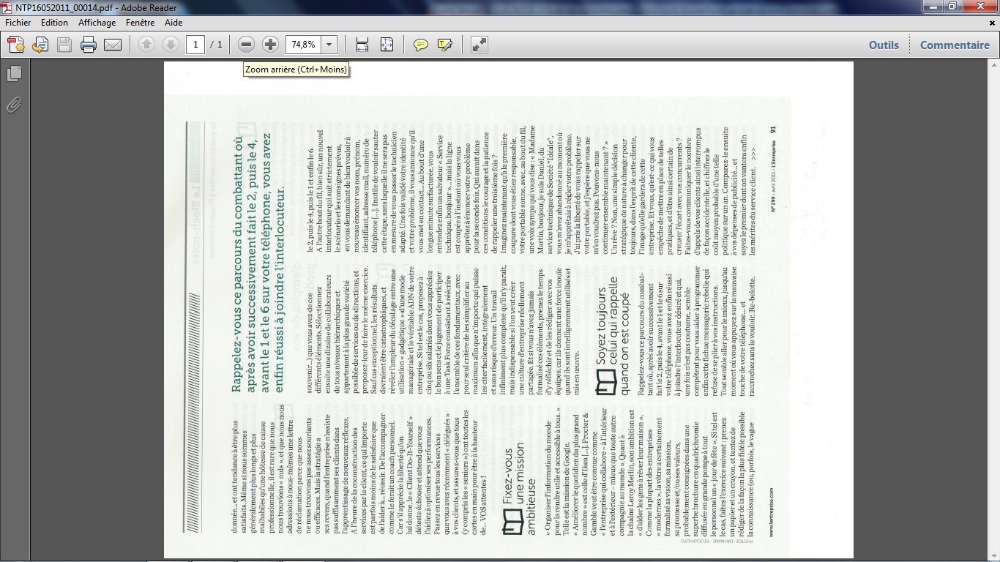 NTP16052011_00014.pdf - Adobe Reader
Fichier Edition Affichage Fenêtre Aide
1 / 1 74,8% Outils Commentaire
Zoom arrière (Ctrl+Moins)
Rappelez-vous ce parcours du combattant où
après avoir successivement fait le 2, puis le 4,
avant le 1 et le 6 sur votre téléphone, vous avez
enfin réussi à joindre l'interlocuteur.
donnée... et ont tendance à être plus
satisfaits. Même si nous sommes
généralement plus longs et plus
malhabiles qu'une hôtesse de caisse
professionnelle, il est rare que nous
nous trouvions « nuls », et que nous nous
adressions à nous-mêmes une lettre
de réclamation parce que nous
ne nous trouvons pas assez souriants
ou efficaces. Mais la stratégie a
ses revers, quand l'entreprise n'assiste
pas suffisamment ses clients dans
l'apprentissage de nouveaux réflexes.
A l'heure de la coconstruction des
services par le client, ce qui importe
est parfois moins de le satisfaire que
de l'aider à... réussir. De l'accompagner
comme le ferait un coach personnel.
Car s'il apprécie la liberté qu'on
lui donne, le « Client Do-It-Yourself »
déteste échouer et attend que vous
l'aidiez à optimiser ses performances.
Passez en revue tous les services
que vous avez récemment « délégués »
à vos clients, et assurez-vous que tous
(y compris les « seniors ») ont toutes les
cartes en main pour être à la hauteur
de... VOS attentes !
Fixez-vous
une mission
ambitieuse
« Organiser l'information du monde
pour la rendre utile et accessible à tous. »
Telle est la mission de Google.
« Améliorer le quotidien du plus grand
nombre » est celle d'Ikea [...]. Procter &
Gamble veut être connue comme
« l'entreprise qui collabore – à l'intérieur
et à l'extérieur – mieux que toute autre
compagnie au monde ». Quant à
la chaîne Leroy Merlin, son ambition est
« d'aider les gens à rêver leur maison ».
Comme la plupart des entreprises
« modernes », la vôtre a certainement
formalisé sa vision, sa mission,
sa promesse et/ou ses valeurs,
probablement consignées dans une
superbe brochure en quadrichromie
diffusée en grande pompe à tout
le personnel un « jour de fête ». Si tel est
le cas, faites l'exercice suivant : prenez
un papier et un crayon, et tentez de
rédiger de la façon la plus fidèle possible
la connaissance (ou, parfois, le vague
souvenir...) que vous avez de ces
différents éléments. Sélectionnez
ensuite une dizaine de collaborateurs
de tous niveaux hiérarchiques et
appartenant à la plus grande variété
possible de services ou de directions, et
proposez-leur de faire le même exercice.
Sauf cas exceptionnel, les résultats
devraient être catastrophiques, et
révéler l'ampleur du décalage entre une
utilisation « gadgétique » d'une mode
managériale et le véritable ADN de votre
entreprise. Si tel est le cas, proposez à
cinq ou six salariés dont vous appréciez
le bon sens et le jugement de participer
à une Task Force consistant à réécrire
l'ensemble de ces fondamentaux, avec
pour seul critère de les simplifier au
maximum afin que n'importe qui puisse
les citer facilement, intégralement
et sans risque d'erreur. Un travail
infiniment plus complexe qu'il n'y paraît,
mais indispensable si l'on veut créer
une culture d'entreprise réellement
partagée. Et si vous n'avez jamais
formalisé ces éléments, prenez le temps
d'y réfléchir et de les rédiger avec vos
équipes, car ils donnent une force inouïe
quand ils sont intelligemment utilisés et
mis en œuvre.
Soyez toujours
celui qui rappelle
quand on est coupé
Rappelez-vous ce parcours du combat-
tant où, après avoir successivement
fait le 2, puis le 4, avant le 1 et le 6 sur
votre téléphone, vous avez enfin réussi
à joindre l'interlocuteur désiré et qui,
une fois n'est pas coutume, semble
compétent pour vous aider à programmer
enfin cette fichue messagerie rebelle qui
refuse de se plier à vos instructions.
Tout semble aller pour le mieux, jusqu'au
moment où vous appuyez sur la mauvaise
touche de votre téléphone... et
raccrochez sans le vouloir. Re-belotte,
le 2, puis le 4, puis le 1 et enfin le 6.
A l'autre bout du fil, bien sûr, un nouvel
interlocuteur qui suit strictement
le scénario et les consignes prévus,
en vous demandant de bien vouloir à
nouveau énoncer vos nom, prénom,
identifiant, adresse mail, numéro de
téléphone [...]. Inutile de vouloir sauter
cette étape, sans laquelle il ne sera pas
en mesure de vous passer le technicien
adapté. Une fois validé votre identité
et votre problème, il vous annonce qu'il
vous met en contact... Au bout d'une
longue minute surfacturée, vous
entendez enfin un salvateur « Service
technique, bonjour »... mais la ligne
est coupée à l'instant où vous vous
apprêtez à énoncer votre problème
pour la seconde fois. Qui aurait dans
ces conditions le courage et la patience
de rappeler une troisième fois ?
Imaginez maintenant qu'à la première
coupure dont vous étiez responsable,
votre portable sonne, avec, au bout du fil,
une voix sympa qui vous dise : « Madame
Martin, bonjour, je suis Daniel, du
service technique de Société "Idéale",
vous m'avez abandonné au moment où
je m'apprêtais à régler votre problème.
J'ai pris la liberté de vous rappeler sur
votre portable, et j'espère que vous ne
m'en voudrez pas. Pouvons-nous
continuer ensemble maintenant ? »
Un rêve ? Non, une simple décision
stratégique de nature à changer pour
toujours, dans l'esprit de cette cliente,
l'image qu'elle gardera de cette
entreprise. Et vous, qu'est-ce qui vous
empêche de mettre en place de telles
pratiques, et d'être ainsi certain de
creuser l'écart avec vos concurrents ?
Faites-vous communiquer le nombre
d'appels de vos clients ainsi interrompus
de façon accidentelle, et chiffrez le
coût moyen probable d'une telle
politique sur un an. Comparez-le ensuite
à vos dépenses de publicité... et
soyez le premier dont on vantera enfin
les mérites du service client. >>>
PHOTOS : DAHMANE - ISTOCKPHOTO
www.lentreprise.com
N° 299 - avril 2011 - L'Entreprise 91